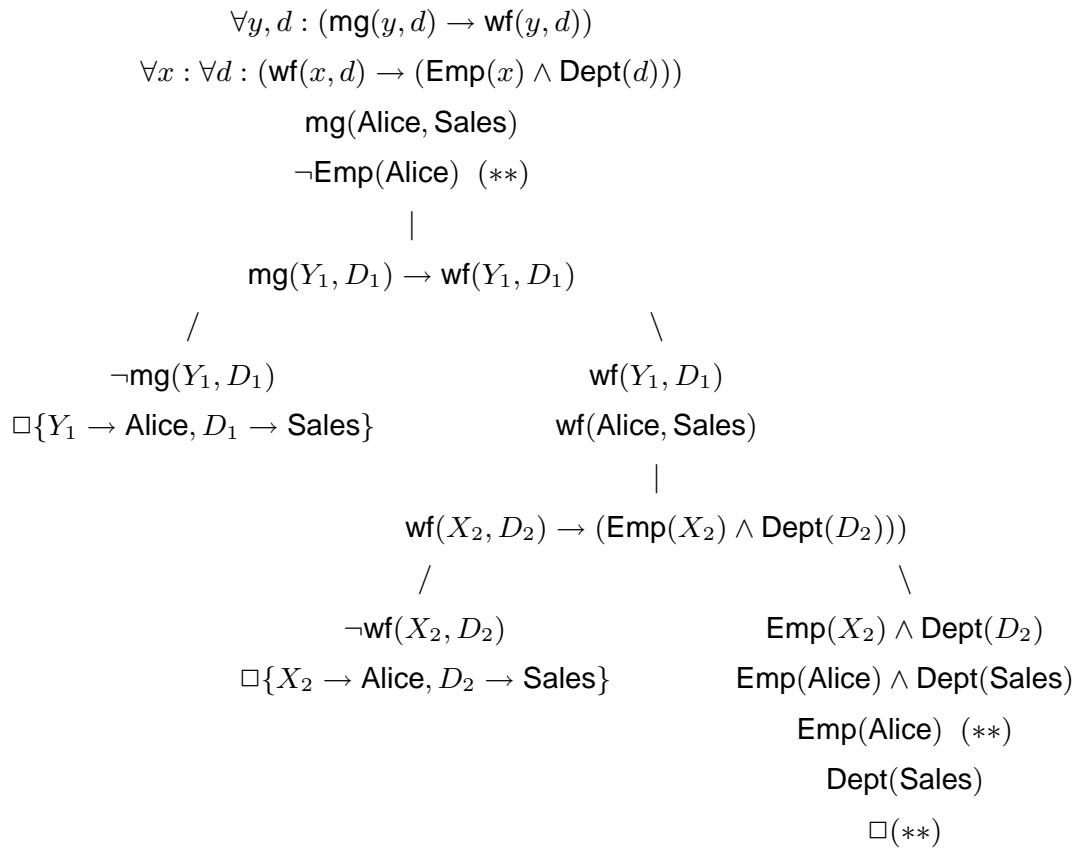 ∀y, d : (mg(y, d) → wf(y, d))
∀x : ∀d : (wf(x, d) → (Emp(x) ∧ Dept(d)))
mg(Alice, Sales)
¬Emp(Alice) (∗∗)
|
mg(Y₁, D₁) → wf(Y₁, D₁)
/ \
¬mg(Y₁, D₁) wf(Y₁, D₁)
□{Y₁ → Alice, D₁ → Sales} wf(Alice, Sales)
|
wf(X₂, D₂) → (Emp(X₂) ∧ Dept(D₂)))
/ \
¬wf(X₂, D₂) Emp(X₂) ∧ Dept(D₂)
□{X₂ → Alice, D₂ → Sales} Emp(Alice) ∧ Dept(Sales)
Emp(Alice) (∗∗)
Dept(Sales)
□(∗∗)